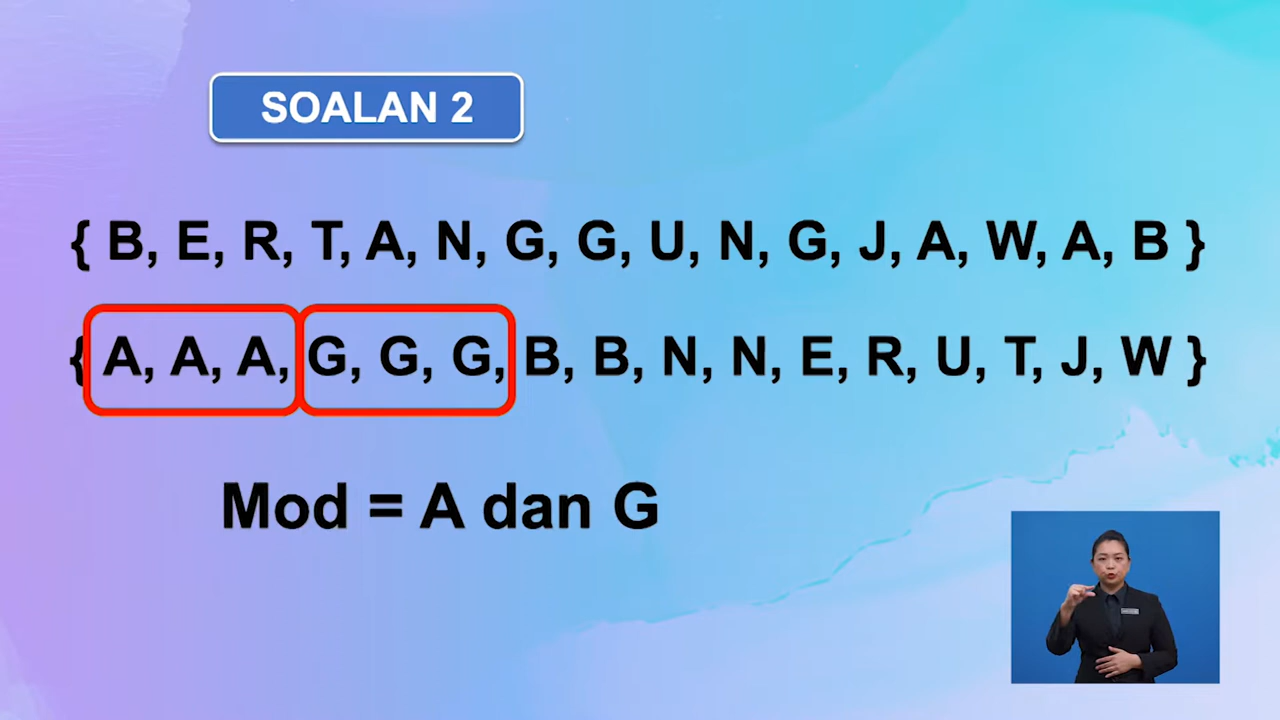 SOALAN 2
{ B, E, R, T, A, N, G, G, U, N, G, J, A, W, A, B }
{ A, A, A, G, G, G, B, B, N, N, E, R, U, T, J, W }
Mod = A dan G